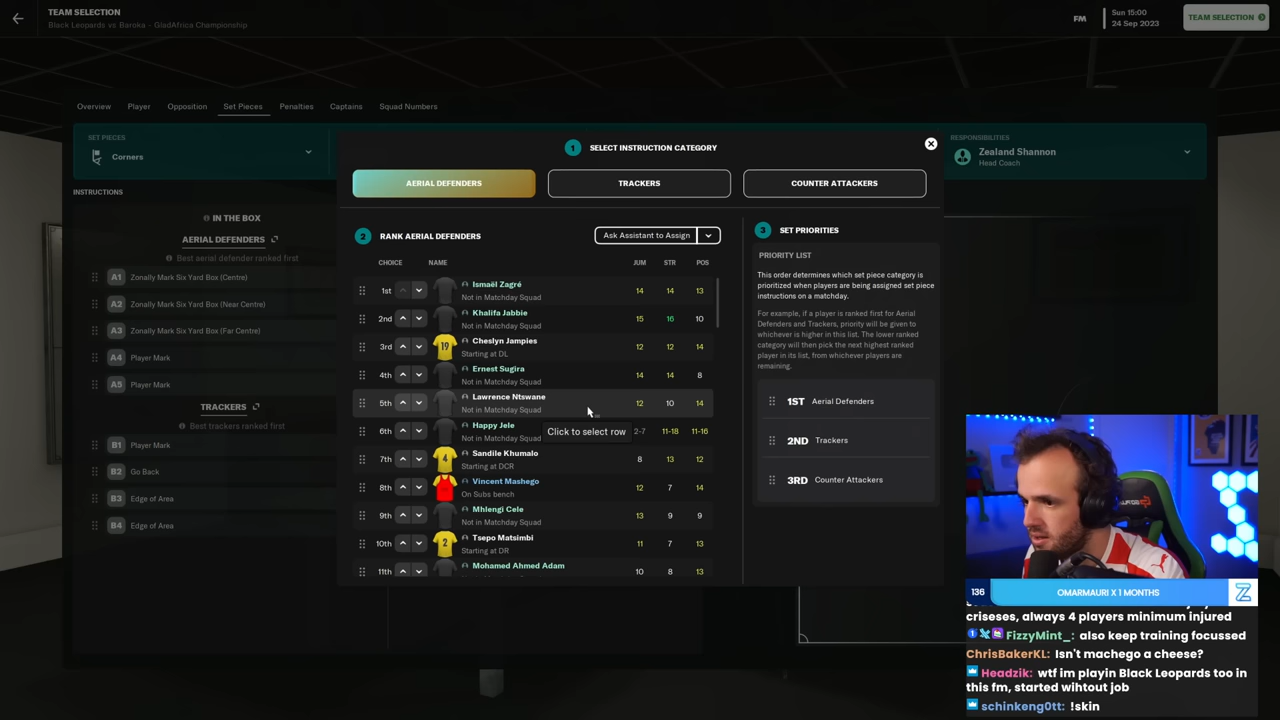 TEAM SELECTION
Black Leopards vs Baroka - GladAfrica Championship
FM
Sun 15:00
24 Sep 2023
TEAM SELECTION
Overview
Player
Opposition
Set Pieces
Penalties
Captains
Squad Numbers
SET PIECES
Corners
RESPONSIBILITIES
Zealand Shannon
Head Coach
INSTRUCTIONS
IN THE BOX
AERIAL DEFENDERS
Best aerial defender ranked first
A1 Zonally Mark Six Yard Box (Centre)
A2 Zonally Mark Six Yard Box (Near Centre)
A3 Zonally Mark Six Yard Box (Far Centre)
A4 Player Mark
A5 Player Mark
TRACKERS
Best trackers ranked first
B1 Player Mark
B2 Go Back
B3 Edge of Area
B4 Edge of Area
1 SELECT INSTRUCTION CATEGORY
AERIAL DEFENDERS
TRACKERS
COUNTER ATTACKERS
2 RANK AERIAL DEFENDERS
Ask Assistant to Assign
CHOICE NAME JUM STR POS
1st Ismaël Zagré 14 14 13
Not in Matchday Squad
2nd Khalifa Jabbie 15 16 10
Not in Matchday Squad
3rd 19 Cheslyn Jampies 12 12 14
Starting at DL
4th Ernest Sugira 14 14 8
Not in Matchday Squad
5th Lawrence Ntswane 12 10 14
Not in Matchday Squad
6th Happy Jele 2-7 11-18 11-16
Not in Matchday Squad
Click to select row
7th 4 Sandile Khumalo 8 13 12
Starting at DCR
8th Vincent Mashego 12 7 14
On Subs bench
9th Mhlengi Cele 13 9 9
Not in Matchday Squad
10th 2 Tsepo Matsimbi 11 7 13
Starting at DR
11th Mohamed Ahmed Adam 10 8 13
3 SET PRIORITIES
PRIORITY LIST
This order determines which set piece category is
prioritized when players are being assigned set piece
instructions on a matchday.
For example, if a player is ranked first for Aerial
Defenders and Trackers, priority will be given to
whichever is higher in this list. The lower ranked
category will then pick the next highest ranked
player in its list, from whichever players are
remaining.
1ST Aerial Defenders
2ND Trackers
3RD Counter Attackers
136
OMARMAURI X 1 MONTHS
criseses, always 4 players minimum injured
FizzyMint_: also keep training focussed
ChrisBakerKL: Isn't machego a cheese?
Headzik: wtf im playin Black Leopards too in
this fm, started wihtout job
schinkeng0tt: !skin